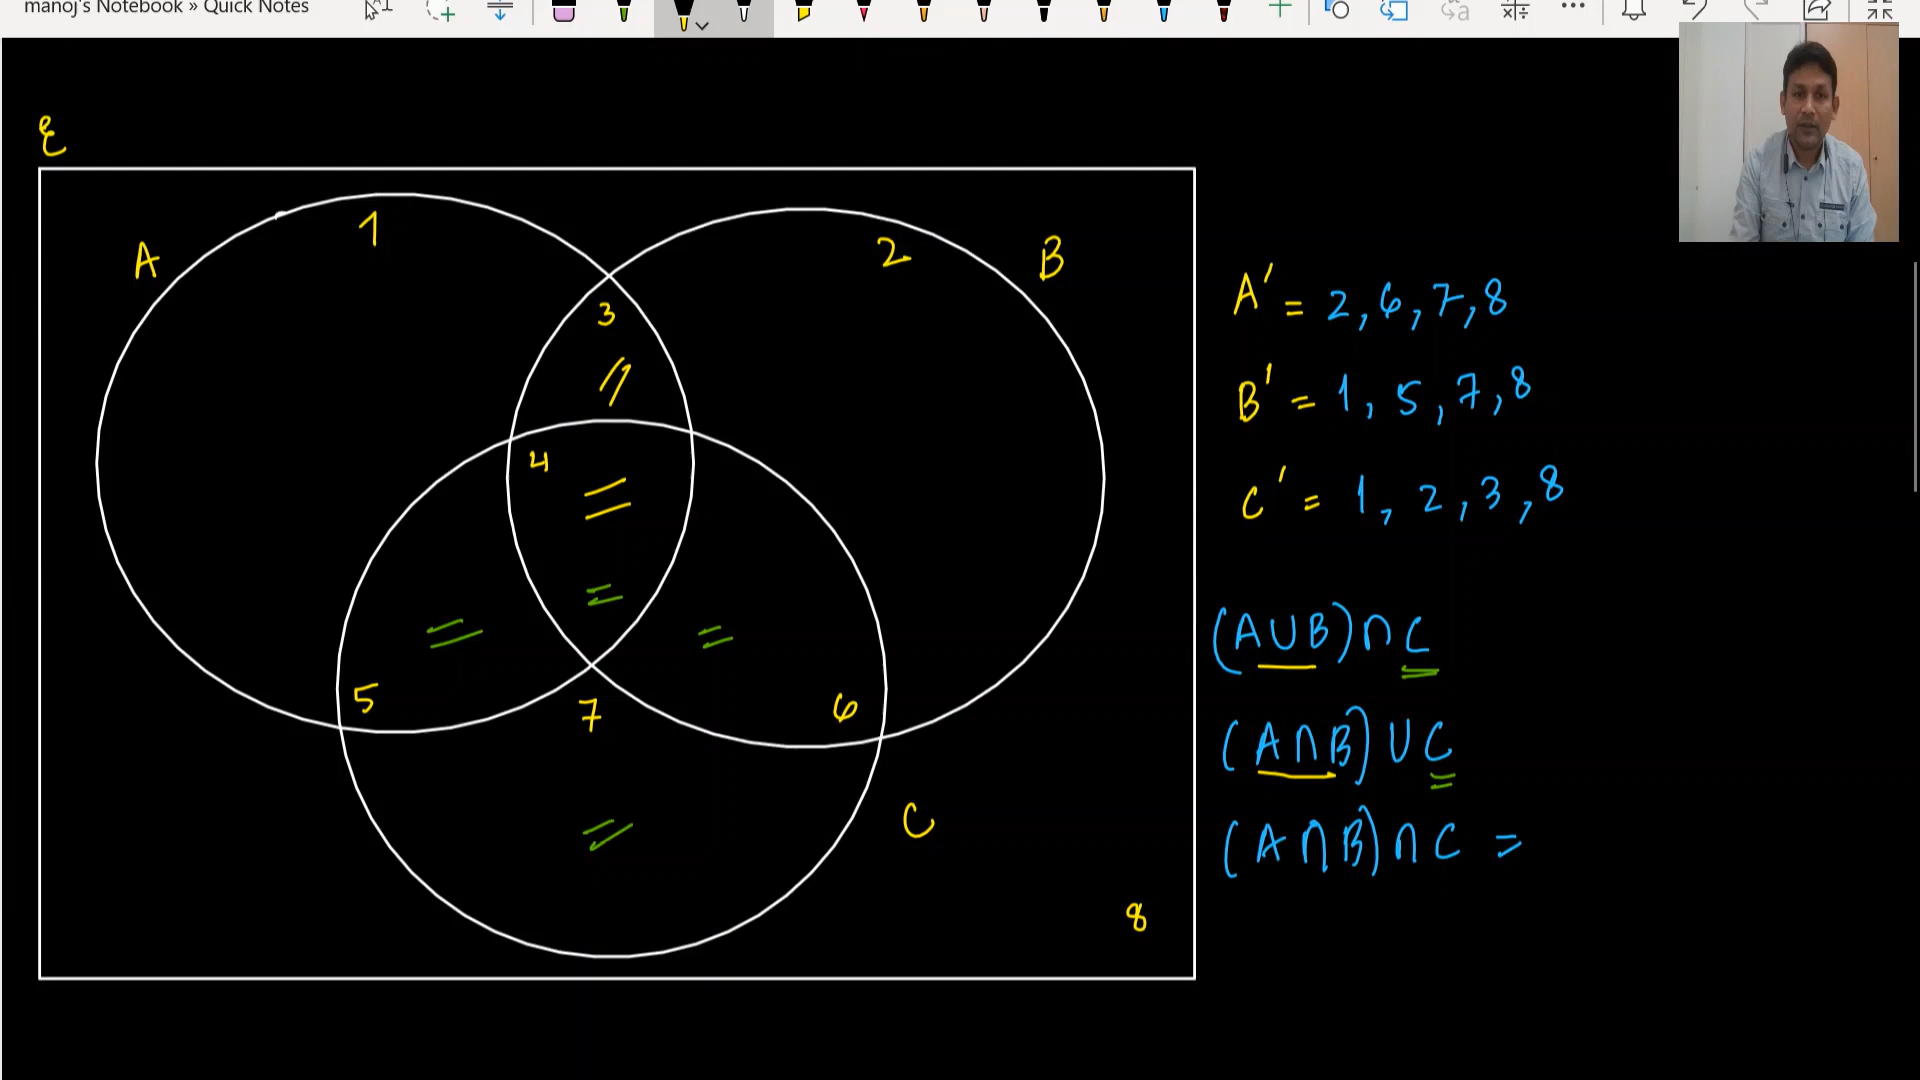 manoj's Notebook » Quick Notes
ξ
A
1
2
B
3
4
5
7
6
C
8
A' = 2, 6, 7, 8
B' = 1, 5, 7, 8
C' = 1, 2, 3, 8
(A∪B)∩C
(A∩B)∪C
(A∩B)∩C =